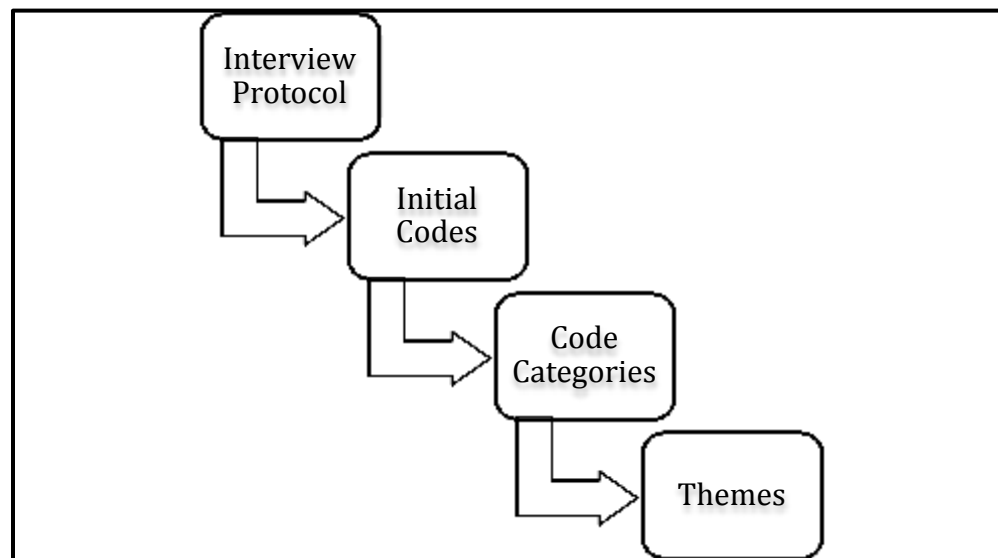 Interview
Protocol
Initial
Codes
Code
Categories
Themes